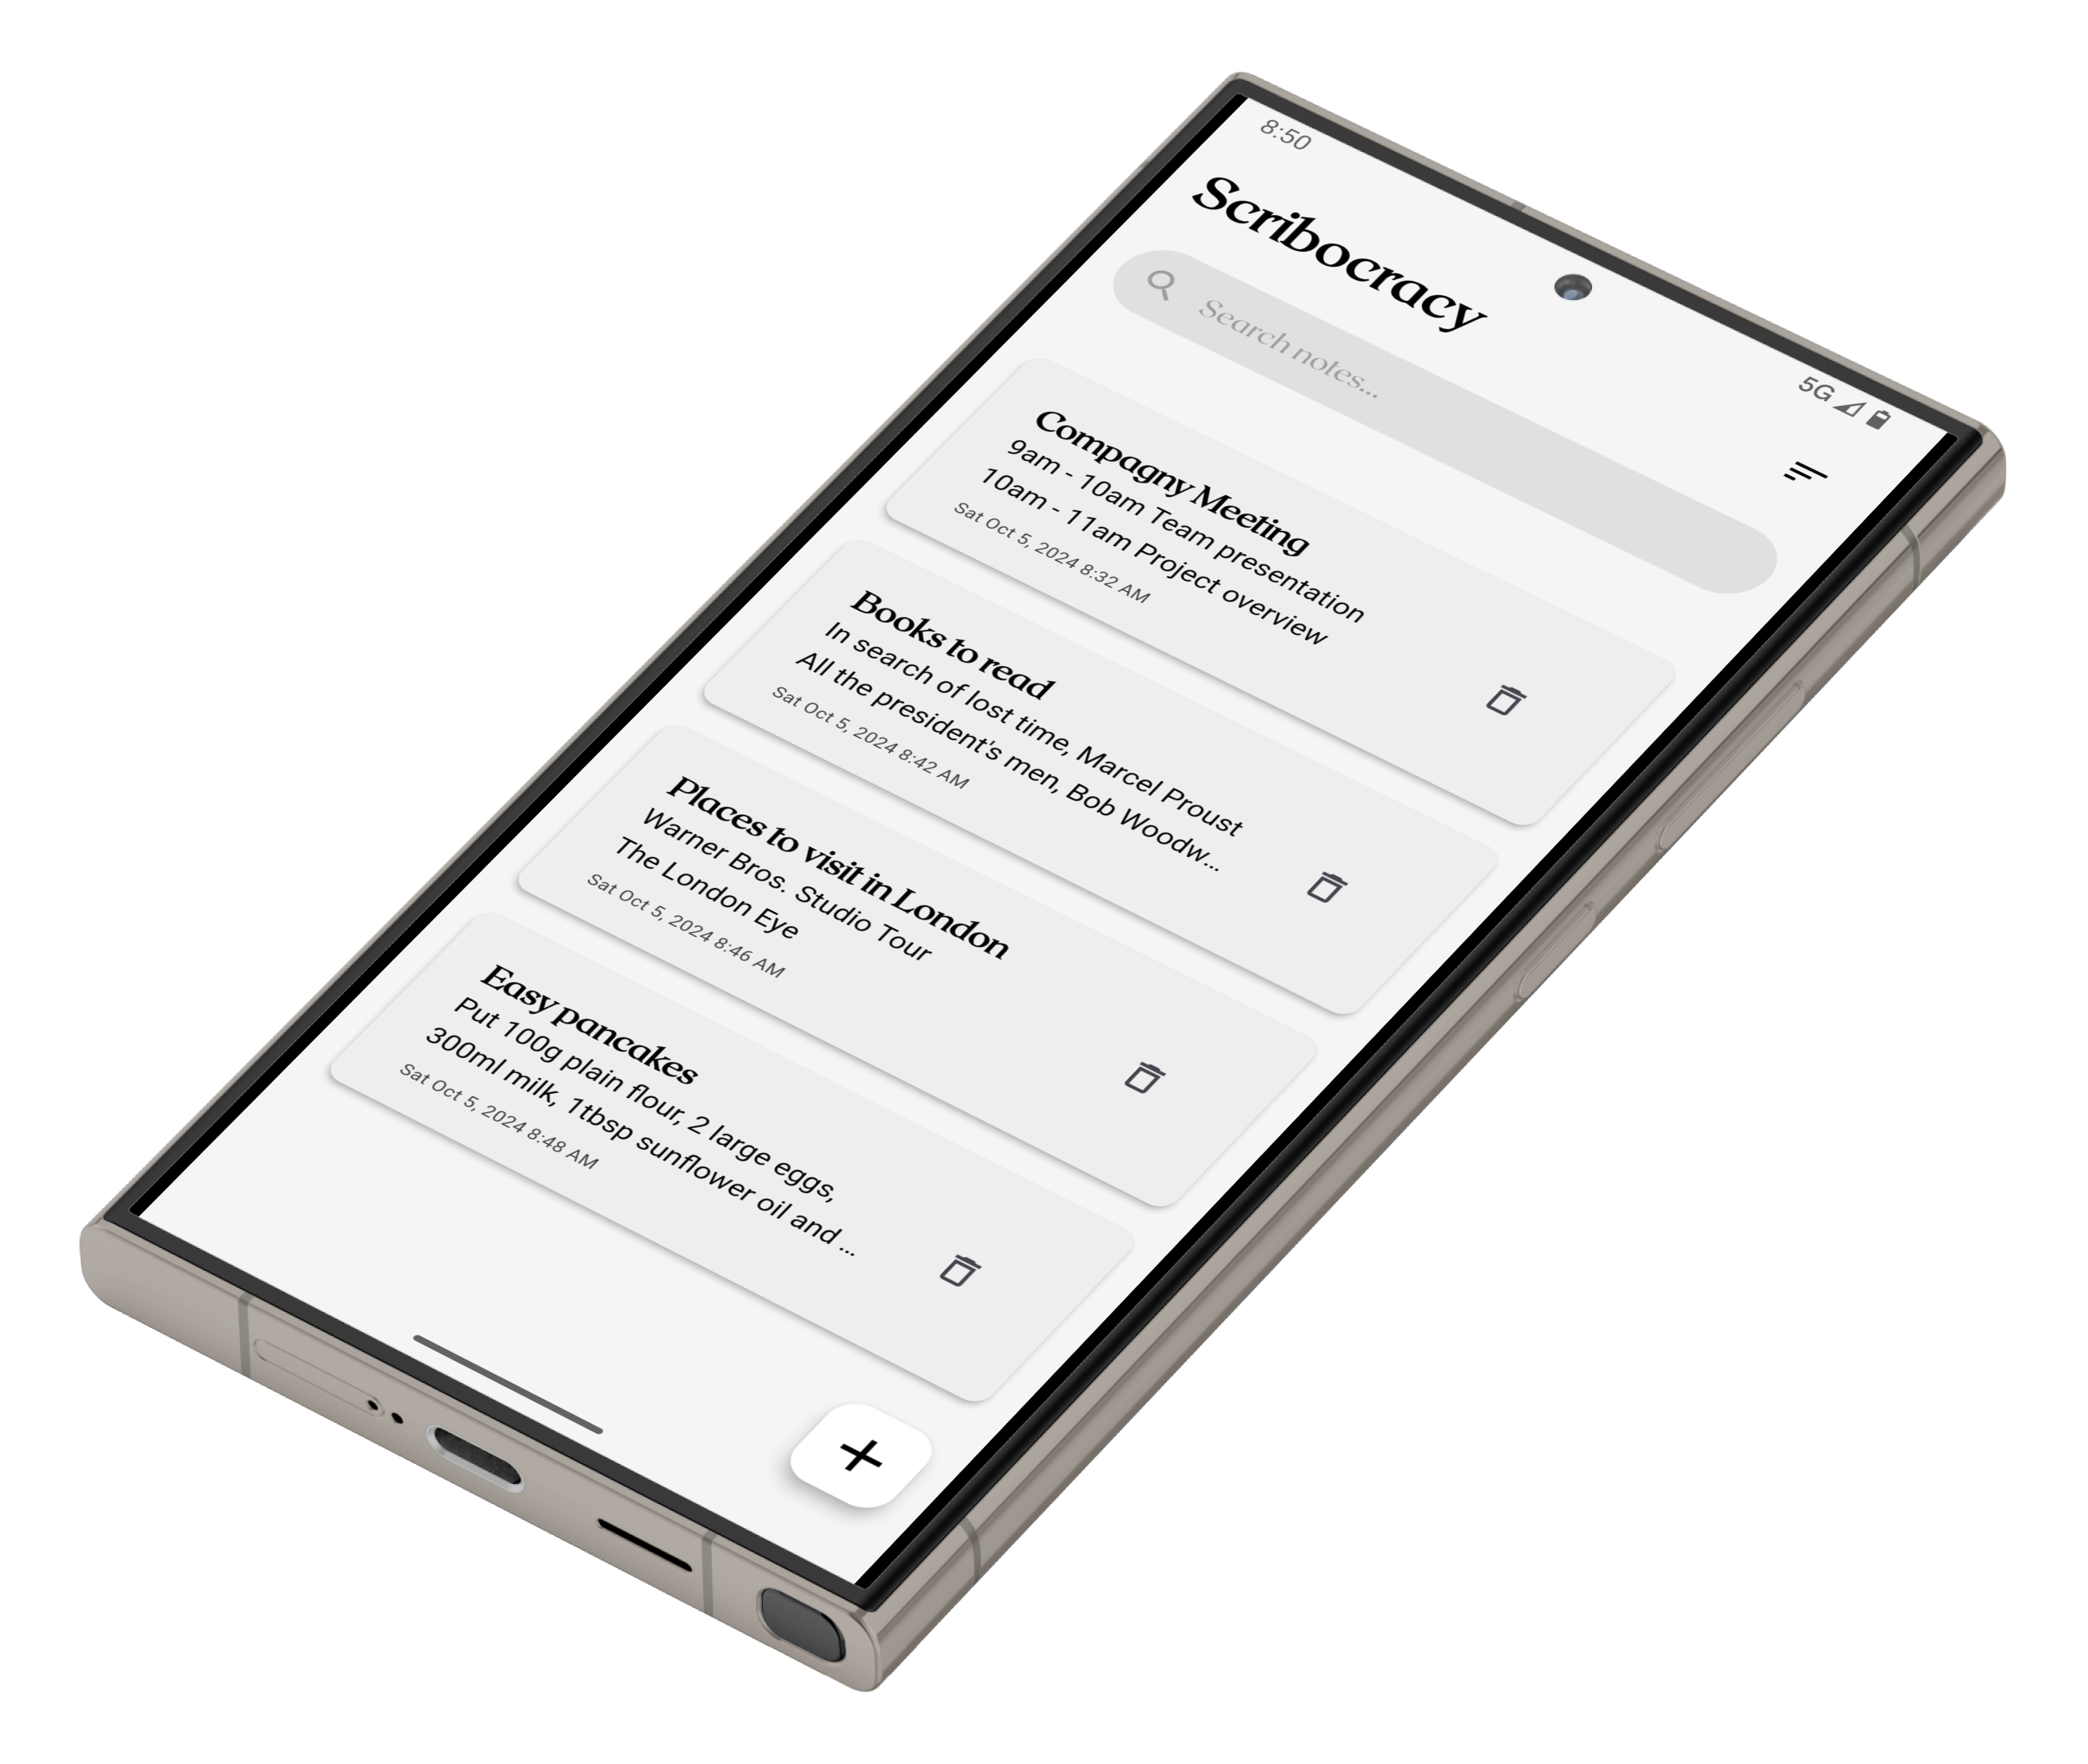 8:50
5G
Scribocracy
Search notes...
Compagny Meeting
9am - 10am Team presentation
10am - 11am Project overview
Sat Oct 5, 2024 8:32 AM
Books to read
In search of lost time, Marcel Proust
All the president's men, Bob Woodw...
Sat Oct 5, 2024 8:42 AM
Places to visit in London
Warner Bros. Studio Tour
The London Eye
Sat Oct 5, 2024 8:46 AM
Easy pancakes
Put 100g plain flour, 2 large eggs,
300ml milk, 1tbsp sunflower oil and ...
Sat Oct 5, 2024 8:48 AM